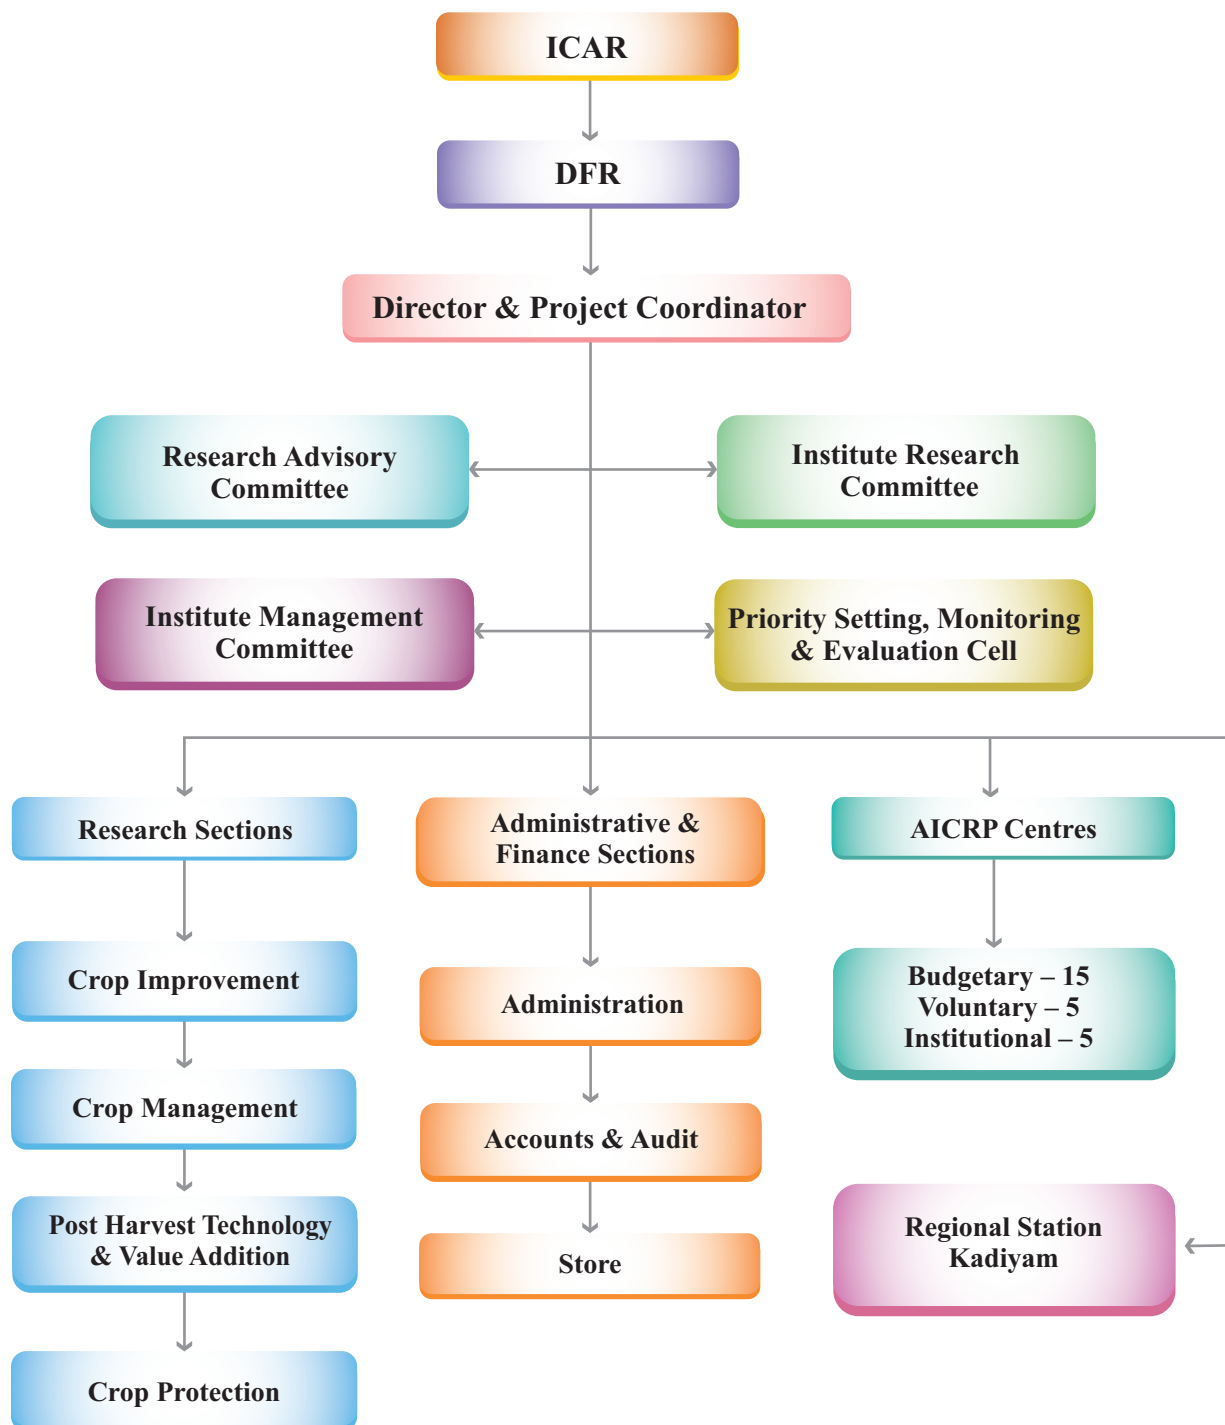 ICAR
DFR
Director & Project Coordinator
Research Advisory
Committee
Institute Research
Committee
Institute Management
Committee
Priority Setting, Monitoring
& Evaluation Cell
Research Sections
Crop Improvement
Crop Management
Post Harvest Technology
& Value Addition
Crop Protection
Administrative &
Finance Sections
Administration
Accounts & Audit
Store
AICRP Centres
Budgetary – 15
Voluntary – 5
Institutional – 5
Regional Station
Kadiyam